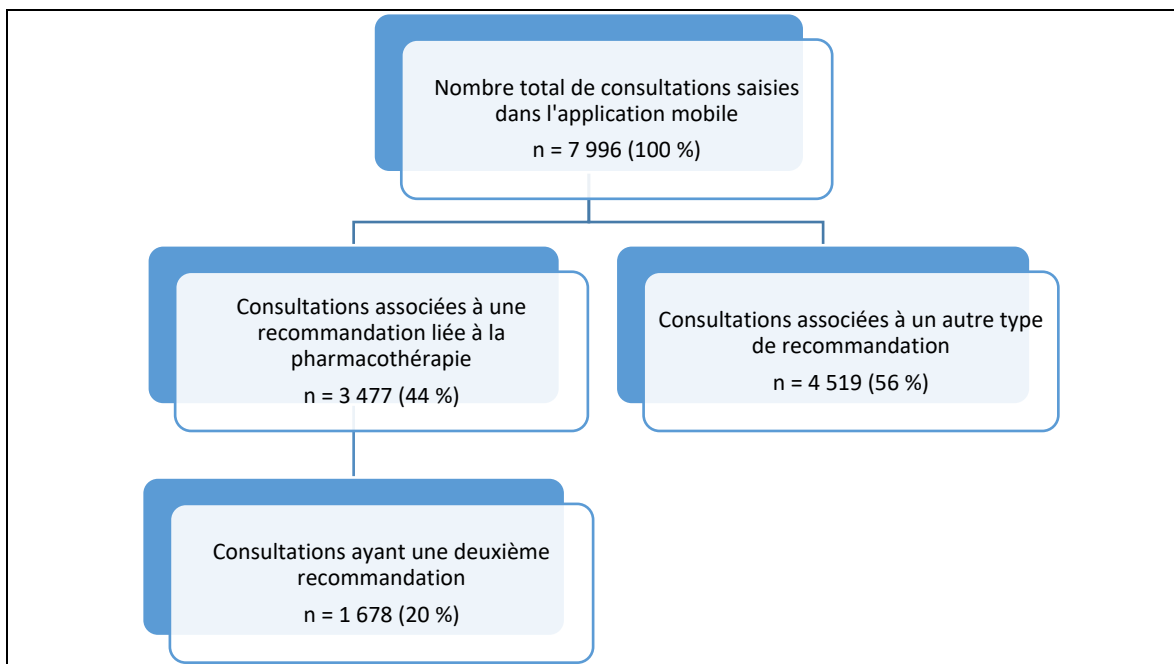 Nombre total de consultations saisies
dans l'application mobile
n = 7 996 (100 %)
Consultations associées à une
recommandation liée à la
pharmacothérapie
n = 3 477 (44 %)
Consultations associées à un autre type
de recommandation
n = 4 519 (56 %)
Consultations ayant une deuxième
recommandation
n = 1 678 (20 %)